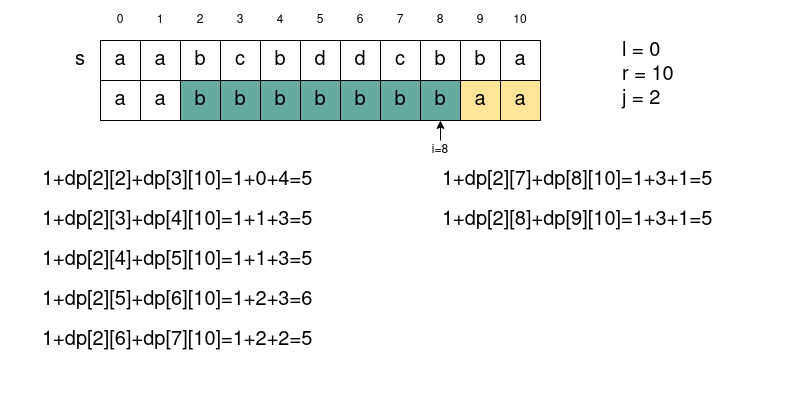 0 1 2 3 4 5 6 7 8 9 10
s a a b c b d d c b b a
a a b b b b b b b a a
i=8
l = 0
r = 10
j = 2
1+dp[2][2]+dp[3][10]=1+0+4=5
1+dp[2][3]+dp[4][10]=1+1+3=5
1+dp[2][4]+dp[5][10]=1+1+3=5
1+dp[2][5]+dp[6][10]=1+2+3=6
1+dp[2][6]+dp[7][10]=1+2+2=5
1+dp[2][7]+dp[8][10]=1+3+1=5
1+dp[2][8]+dp[9][10]=1+3+1=5